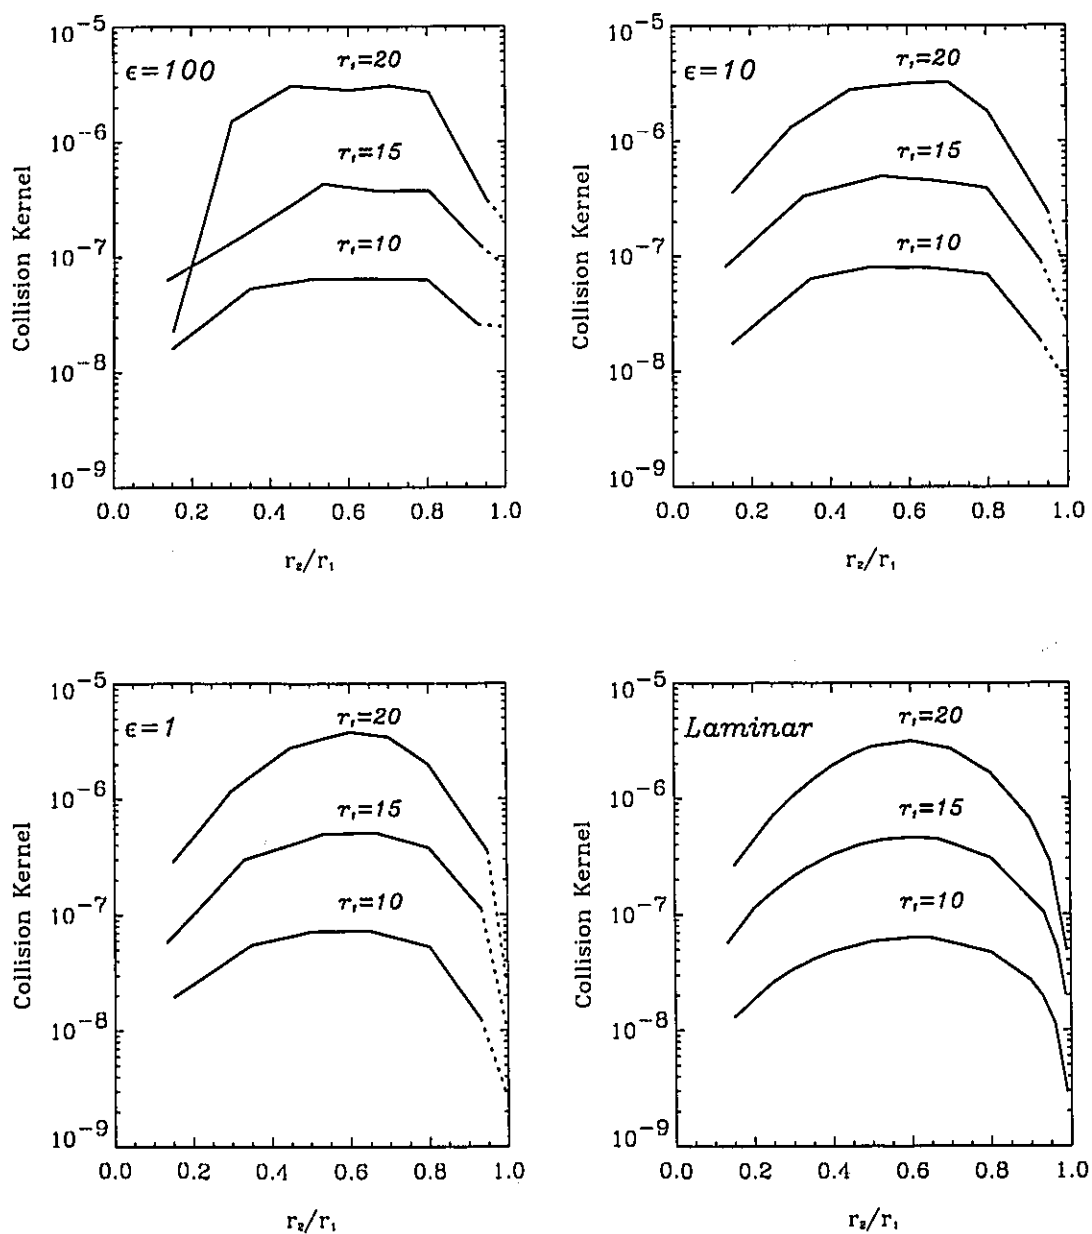 ϵ=100
r₁=20
r₁=15
r₁=10
Collision Kernel
10⁻⁵
10⁻⁶
10⁻⁷
10⁻⁸
10⁻⁹
0.0 0.2 0.4 0.6 0.8 1.0
r₂/r₁
ϵ=10
r₁=20
r₁=15
r₁=10
Collision Kernel
10⁻⁵
10⁻⁶
10⁻⁷
10⁻⁸
10⁻⁹
0.0 0.2 0.4 0.6 0.8 1.0
r₂/r₁
ϵ=1
r₁=20
r₁=15
r₁=10
Collision Kernel
10⁻⁵
10⁻⁶
10⁻⁷
10⁻⁸
10⁻⁹
0.0 0.2 0.4 0.6 0.8 1.0
r₂/r₁
Laminar
r₁=20
r₁=15
r₁=10
Collision Kernel
10⁻⁵
10⁻⁶
10⁻⁷
10⁻⁸
10⁻⁹
0.0 0.2 0.4 0.6 0.8 1.0
r₂/r₁